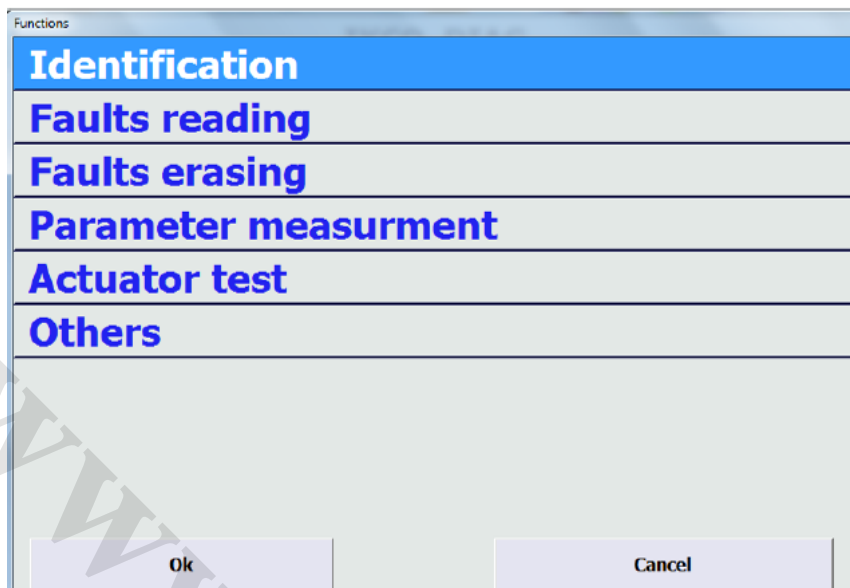 Functions
Identification
Faults reading
Faults erasing
Parameter measurment
Actuator test
Others
Ok
Cancel